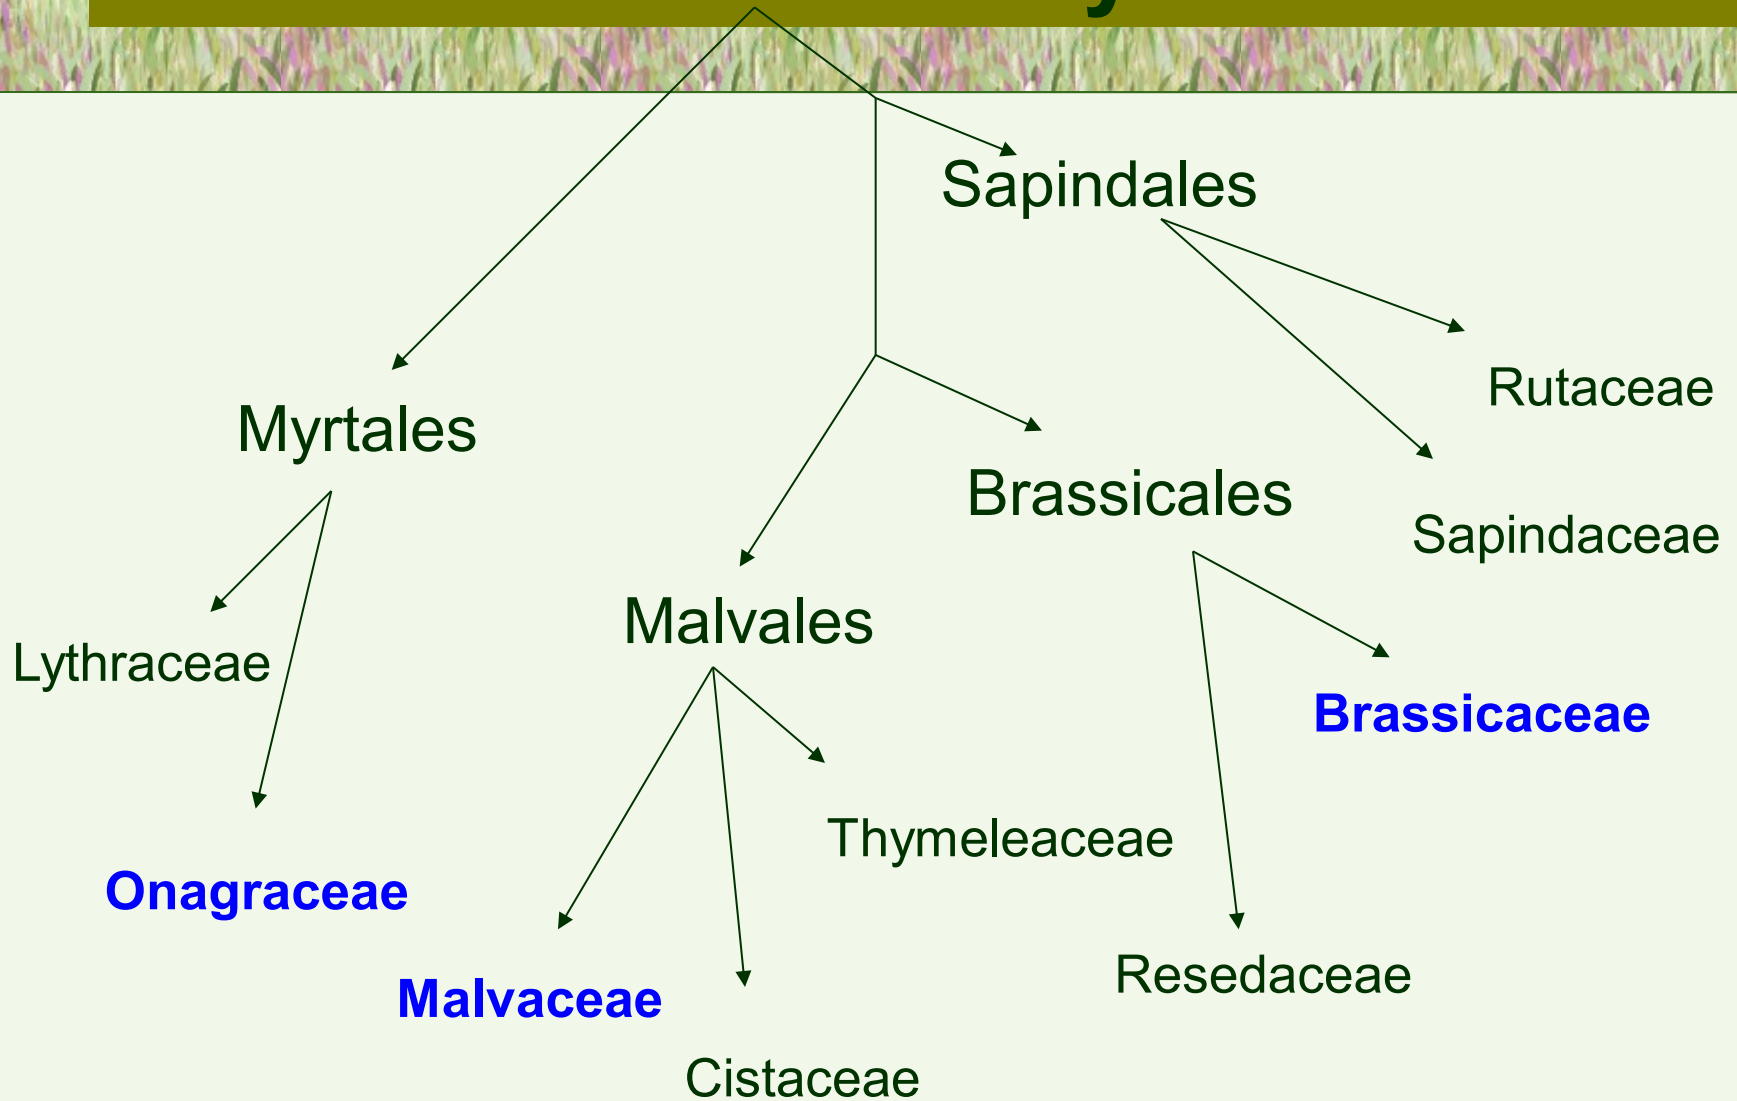 Sapindales
Rutaceae
Myrtales
Brassicales
Sapindaceae
Malvales
Lythraceae
Brassicaceae
Thymeleaceae
Onagraceae
Resedaceae
Malvaceae
Cistaceae